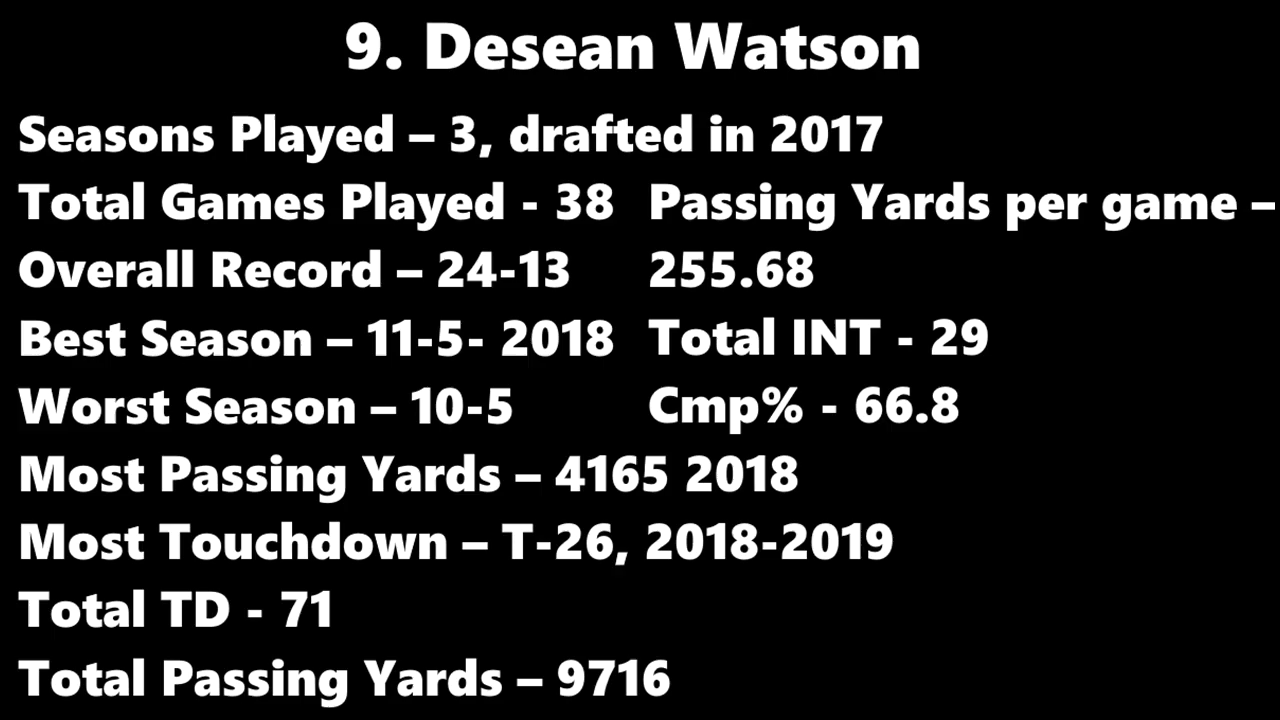 9. Desean Watson
Seasons Played – 3, drafted in 2017
Total Games Played - 38
Overall Record – 24-13
Best Season – 11-5- 2018
Worst Season – 10-5
Most Passing Yards – 4165 2018
Most Touchdown – T-26, 2018-2019
Total TD - 71
Total Passing Yards – 9716
Passing Yards per game –
255.68
Total INT - 29
Cmp% - 66.8